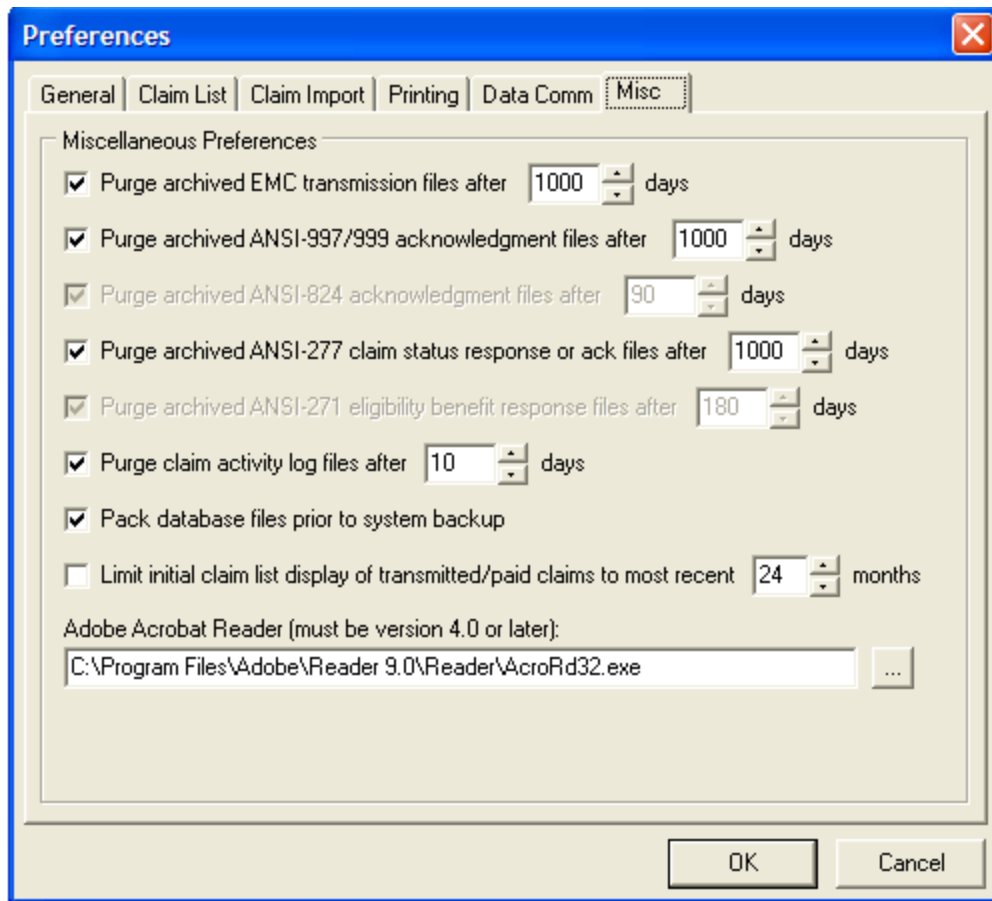 Preferences
General Claim List Claim Import Printing Data Comm Misc
Miscellaneous Preferences
Purge archived EMC transmission files after 1000 days
Purge archived ANSI-997/999 acknowledgment files after 1000 days
Purge archived ANSI-824 acknowledgment files after 90 days
Purge archived ANSI-277 claim status response or ack files after 1000 days
Purge archived ANSI-271 eligibility benefit response files after 180 days
Purge claim activity log files after 10 days
Pack database files prior to system backup
Limit initial claim list display of transmitted/paid claims to most recent 24 months
Adobe Acrobat Reader (must be version 4.0 or later):
C:\Program Files\Adobe\Reader 9.0\Reader\AcroRd32.exe ...
OK Cancel